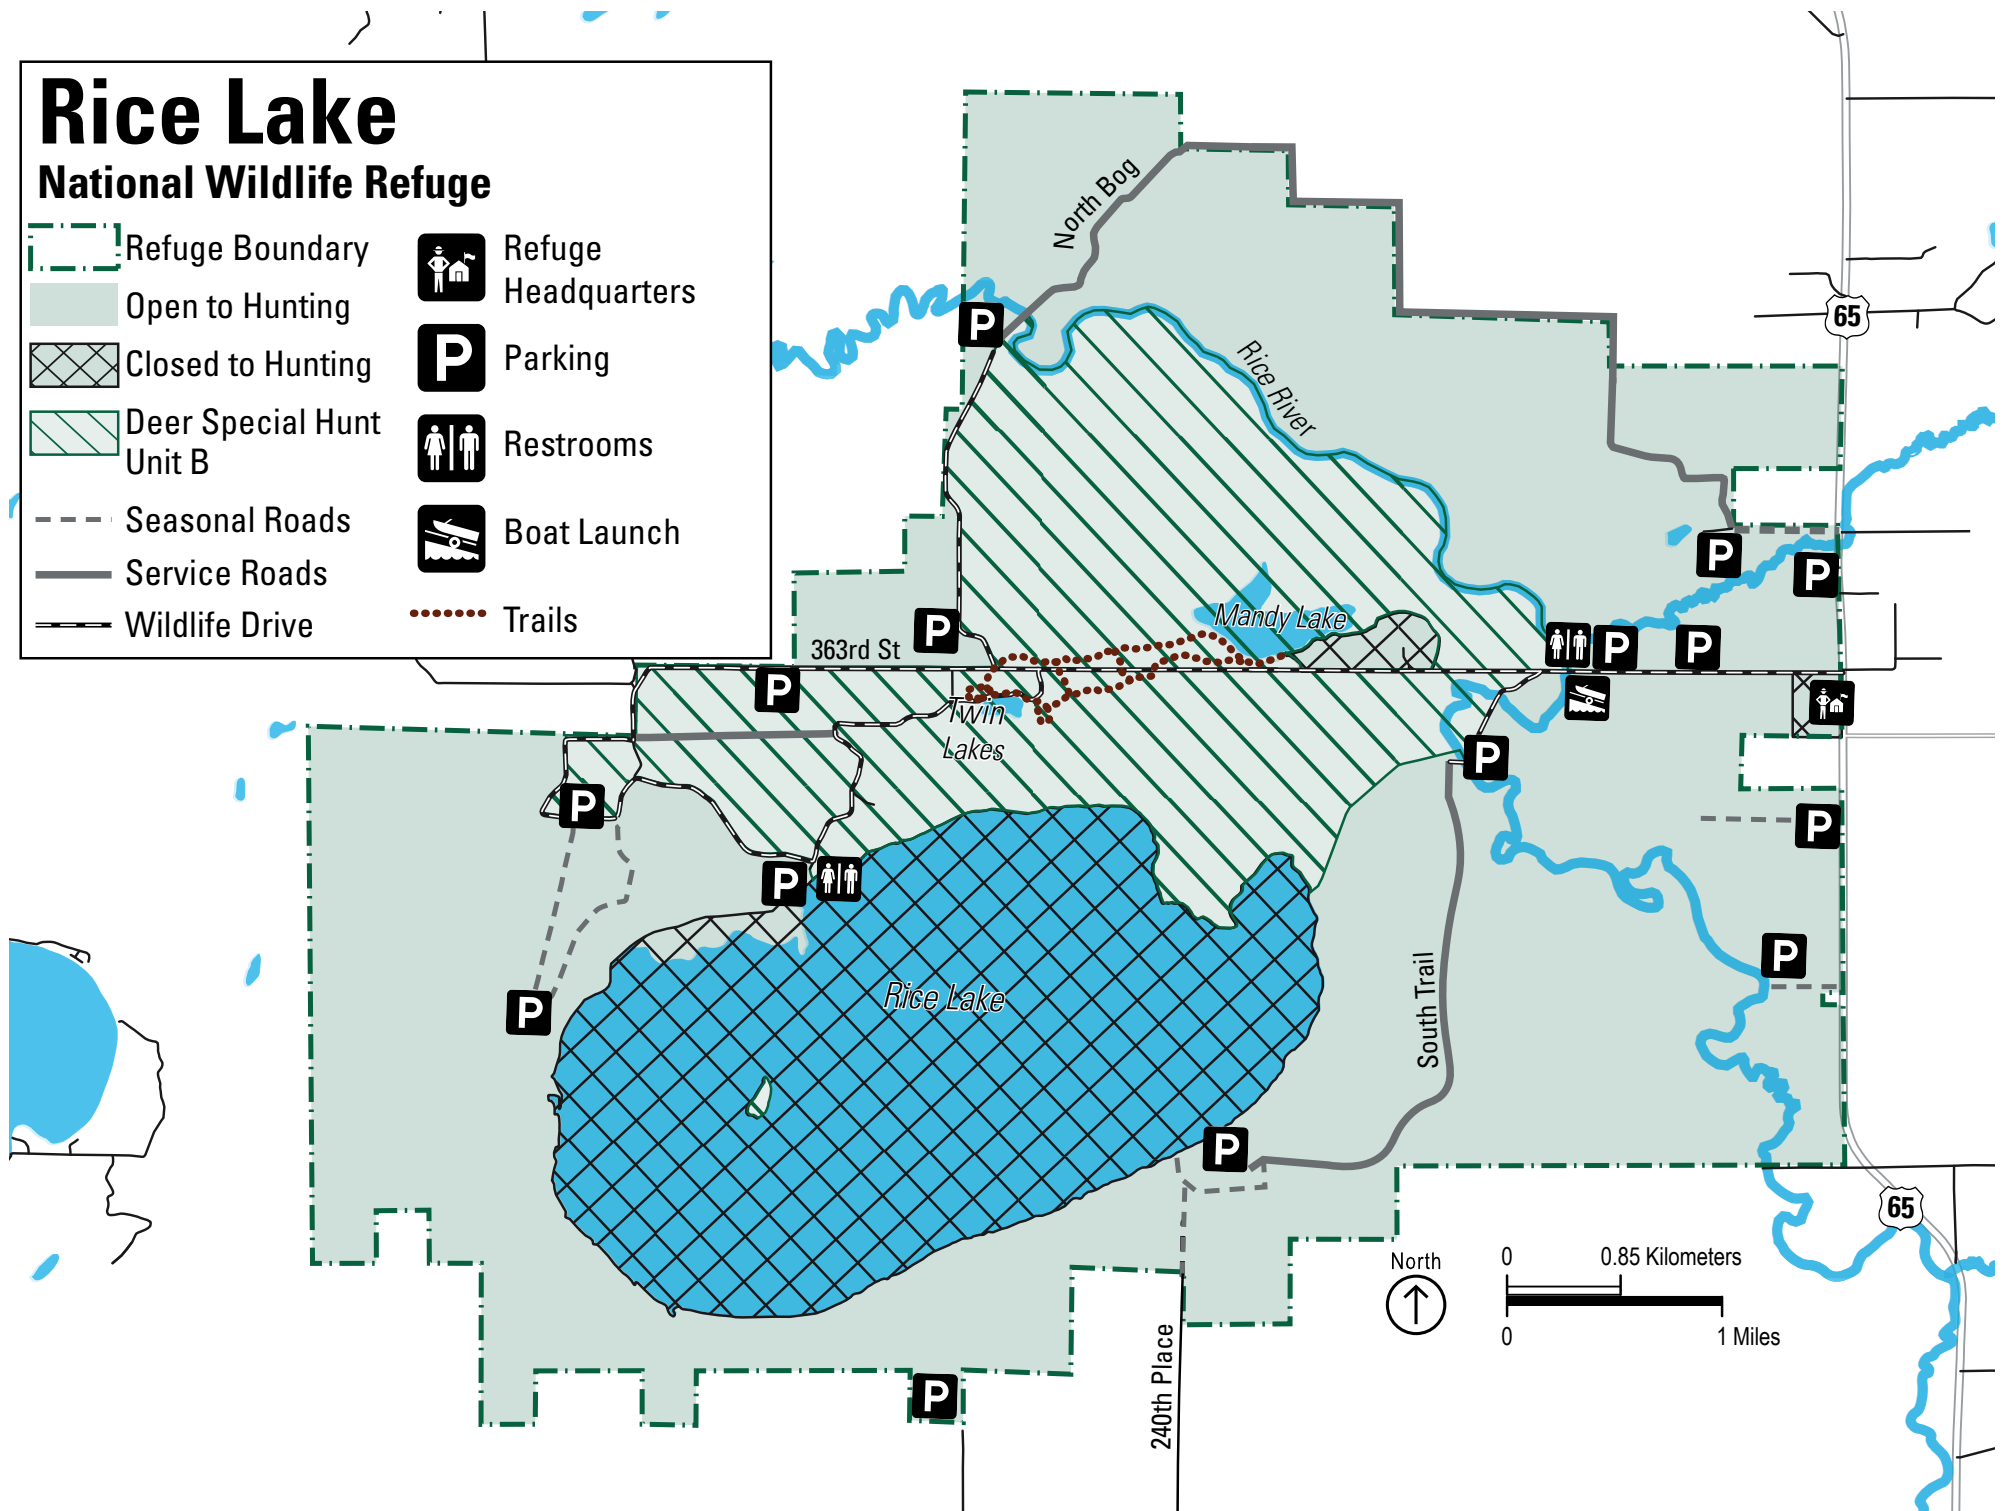 Rice Lake
National Wildlife Refuge
Refuge Boundary
Open to Hunting
Closed to Hunting
Deer Special Hunt
Unit B
Seasonal Roads
Service Roads
Wildlife Drive
Refuge
Headquarters
P
Parking
Restrooms
Boat Launch
Trails
North Bog
65
P
Rice River
P
P
Mandy Lake
P
363rd St
P
P
P
Twin
Lakes
P
P
P
P
Rice Lake
P
South Trail
P
P
65
North
0
0.85 Kilometers
0
1 Miles
240th Place
P